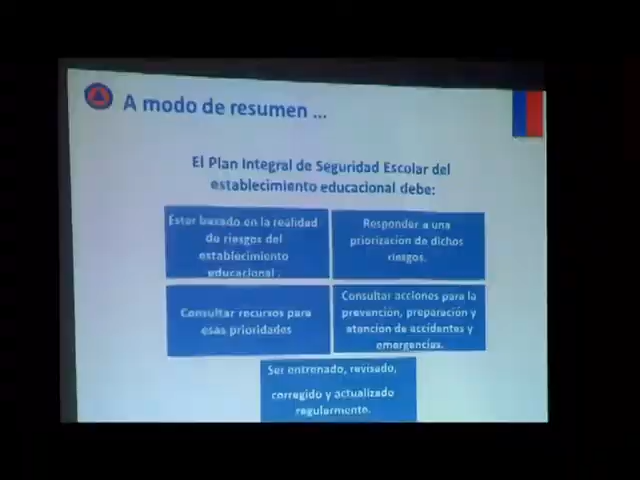 A modo de resumen ...
El Plan Integral de Seguridad Escolar del
establecimiento educacional debe:
Estar basado en la realidad
de riesgos del
establecimiento
educacional .
Responder a una
priorización de dichos
riesgos.
Consultar recursos para
esas prioridades
Consultar acciones para la
prevención, preparación y
atención de accidentes y
emergencias.
Ser entrenado, revisado,
corregido y actualizado
regularmente.